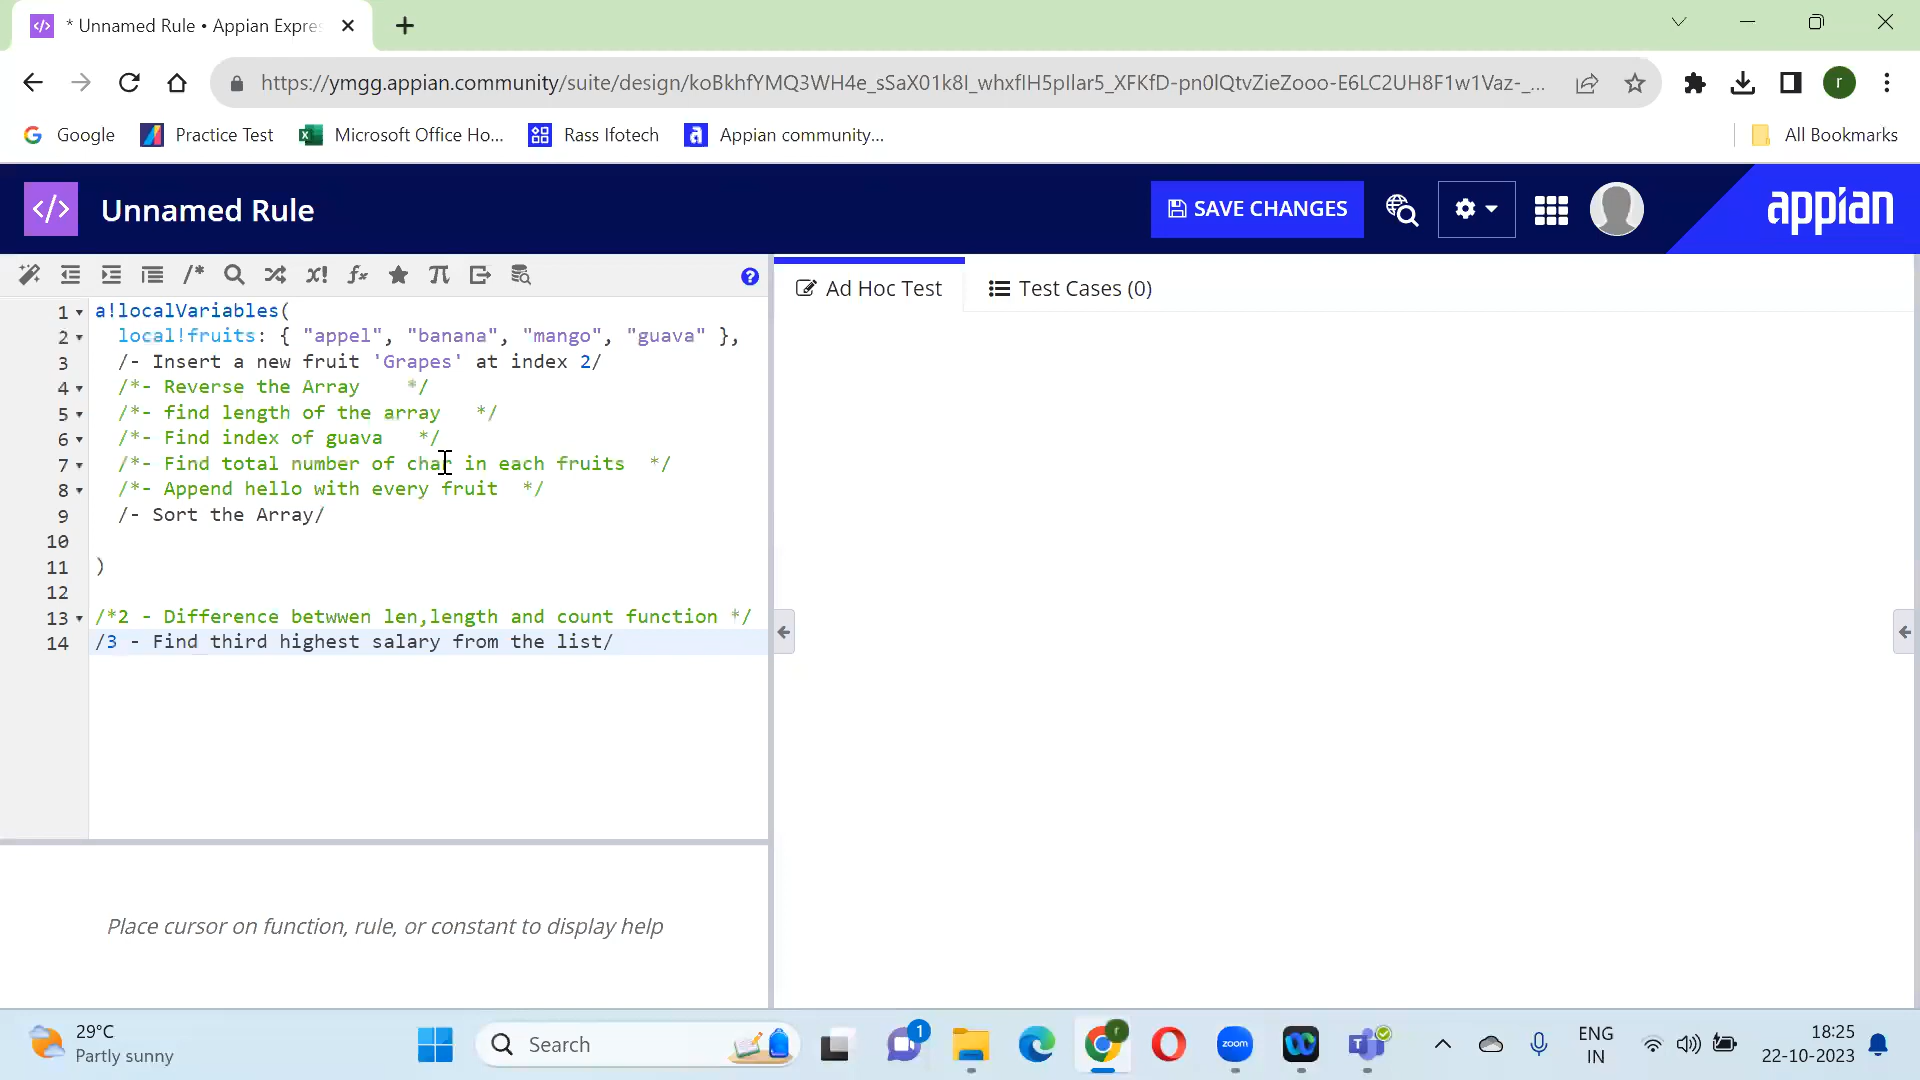 * Unnamed Rule • Appian Expre
https://ymgg.appian.community/suite/design/koBkhfYMQ3WH4e_sSaX01k8I_whxfIH5pIlar5_XFKfD-pn0lQtvZieZooo-E6LC2UH8F1w1Vaz-_...
r
Google
Practice Test
Microsoft Office Ho...
Rass Ifotech
Appian community...
All Bookmarks
Unnamed Rule
SAVE CHANGES
appian
Ad Hoc Test
Test Cases (0)
1 a!localVariables(
2 local!fruits: { "appel", "banana", "mango", "guava" },
3 /- Insert a new fruit 'Grapes' at index 2/
4 /*- Reverse the Array */
5 /*- find length of the array */
6 /*- Find index of guava */
7 /*- Find total number of char in each fruits */
8 /*- Append hello with every fruit */
9 /- Sort the Array/
10
11 )
12
13 /*2 - Difference betwwen len,length and count function */
14 /3 - Find third highest salary from the list/
Place cursor on function, rule, or constant to display help
29°C
Partly sunny
Search
1
r
zoom
ENG
IN
18:25
22-10-2023